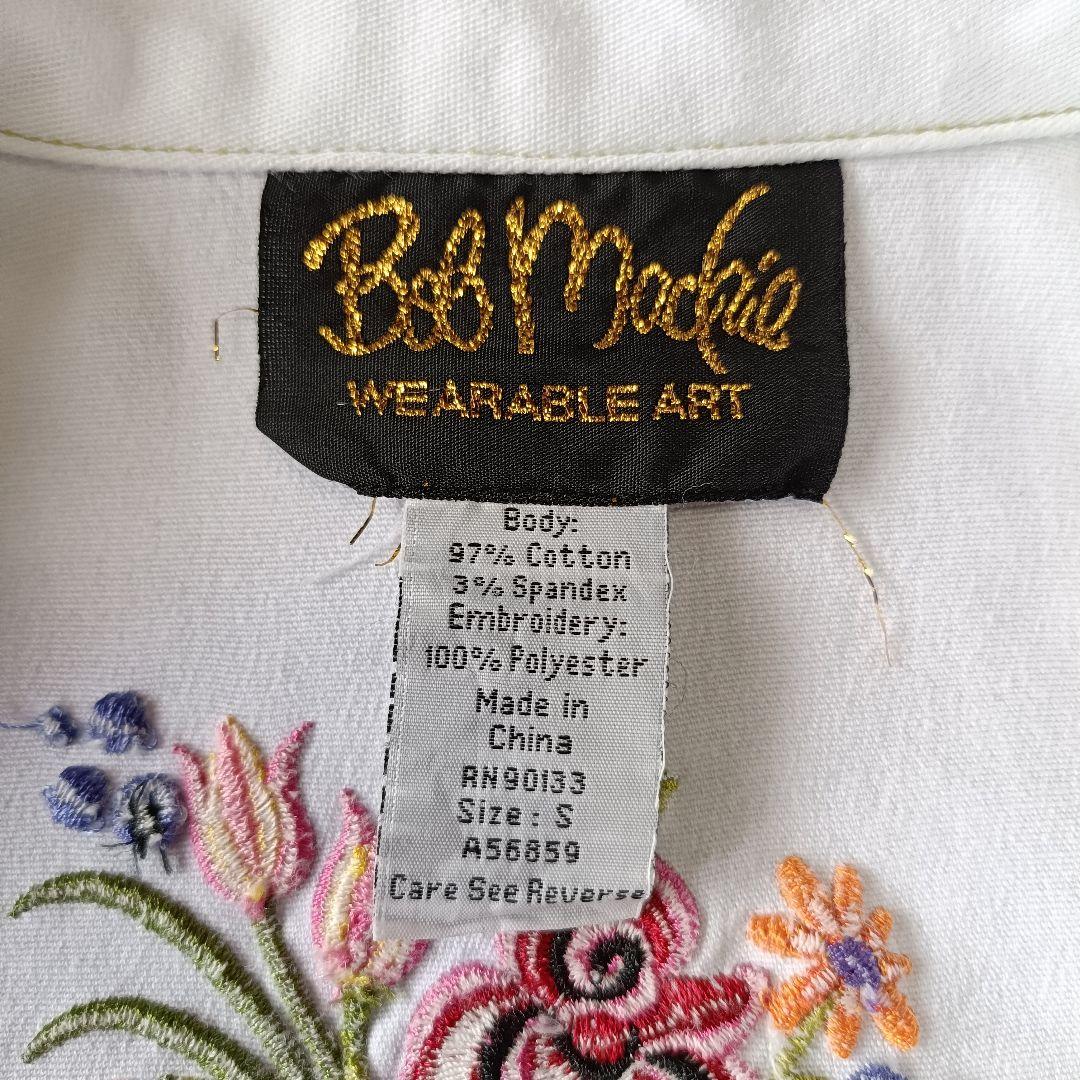 Bob Mackie
WEARABLE ART
Body:
97% Cotton
3% Spandex
Embroidery:
100% Polyester
Made in
China
RN90133
Size: S
A56859
Care See Reverse